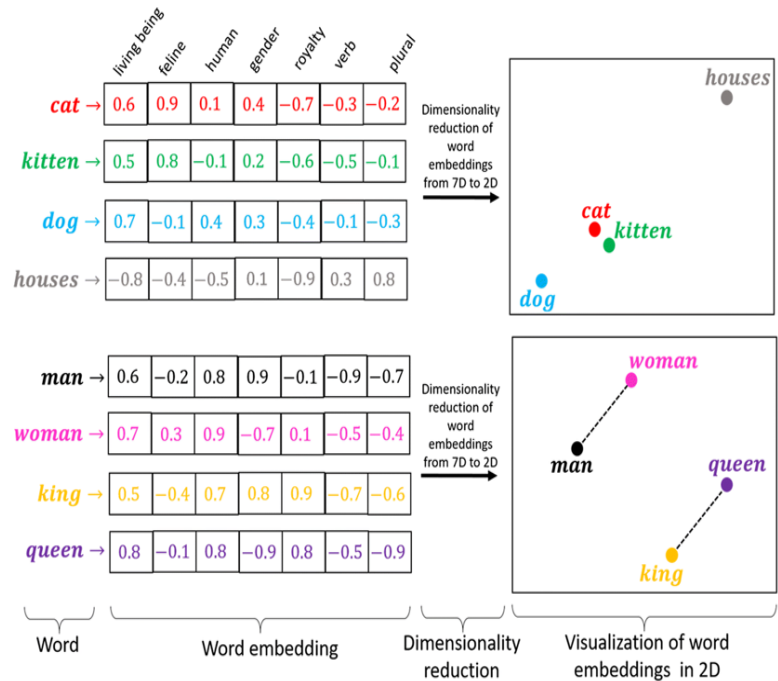 living being feline human gender royalty verb plural
cat → 0.6 0.9 0.1 0.4 −0.7 −0.3 −0.2
kitten → 0.5 0.8 −0.1 0.2 −0.6 −0.5 −0.1
dog → 0.7 −0.1 0.4 0.3 −0.4 −0.1 −0.3
houses → −0.8 −0.4 −0.5 0.1 −0.9 0.3 0.8
Dimensionality
reduction of
word
embeddings
from 7D to 2D
houses
cat
kitten
dog
man → 0.6 −0.2 0.8 0.9 −0.1 −0.9 −0.7
woman → 0.7 0.3 0.9 −0.7 0.1 −0.5 −0.4
king → 0.5 −0.4 0.7 0.8 0.9 −0.7 −0.6
queen → 0.8 −0.1 0.8 −0.9 0.8 −0.5 −0.9
Dimensionality
reduction of
word
embeddings
from 7D to 2D
woman
man
queen
king
Word
Word embedding
Dimensionality
reduction
Visualization of word
embeddings in 2D